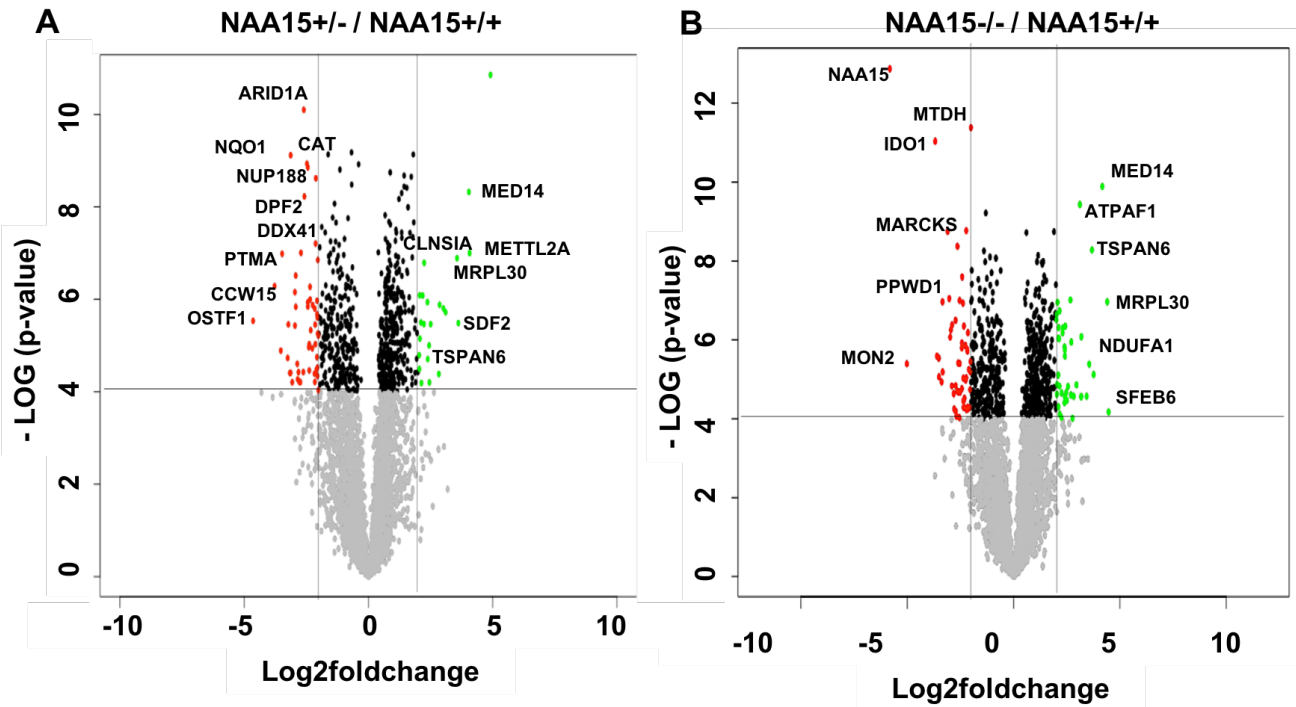 A
NAA15+/- / NAA15+/+
ARID1A
NQO1
CAT
NUP188
DPF2
DDX41
PTMA
CCW15
OSTF1
MED14
CLNSIA
METTL2A
MRPL30
SDF2
TSPAN6
- LOG (p-value)
10
8
6
4
2
0
-10 -5 0 5 10
Log2foldchange
B
NAA15-/- / NAA15+/+
NAA15
MTDH
IDO1
MARCKS
PPWD1
MON2
MED14
ATPAF1
TSPAN6
MRPL30
NDUFA1
SFEB6
- LOG (p-value)
12
10
8
6
4
2
0
-10 -5 0 5 10
Log2foldchange